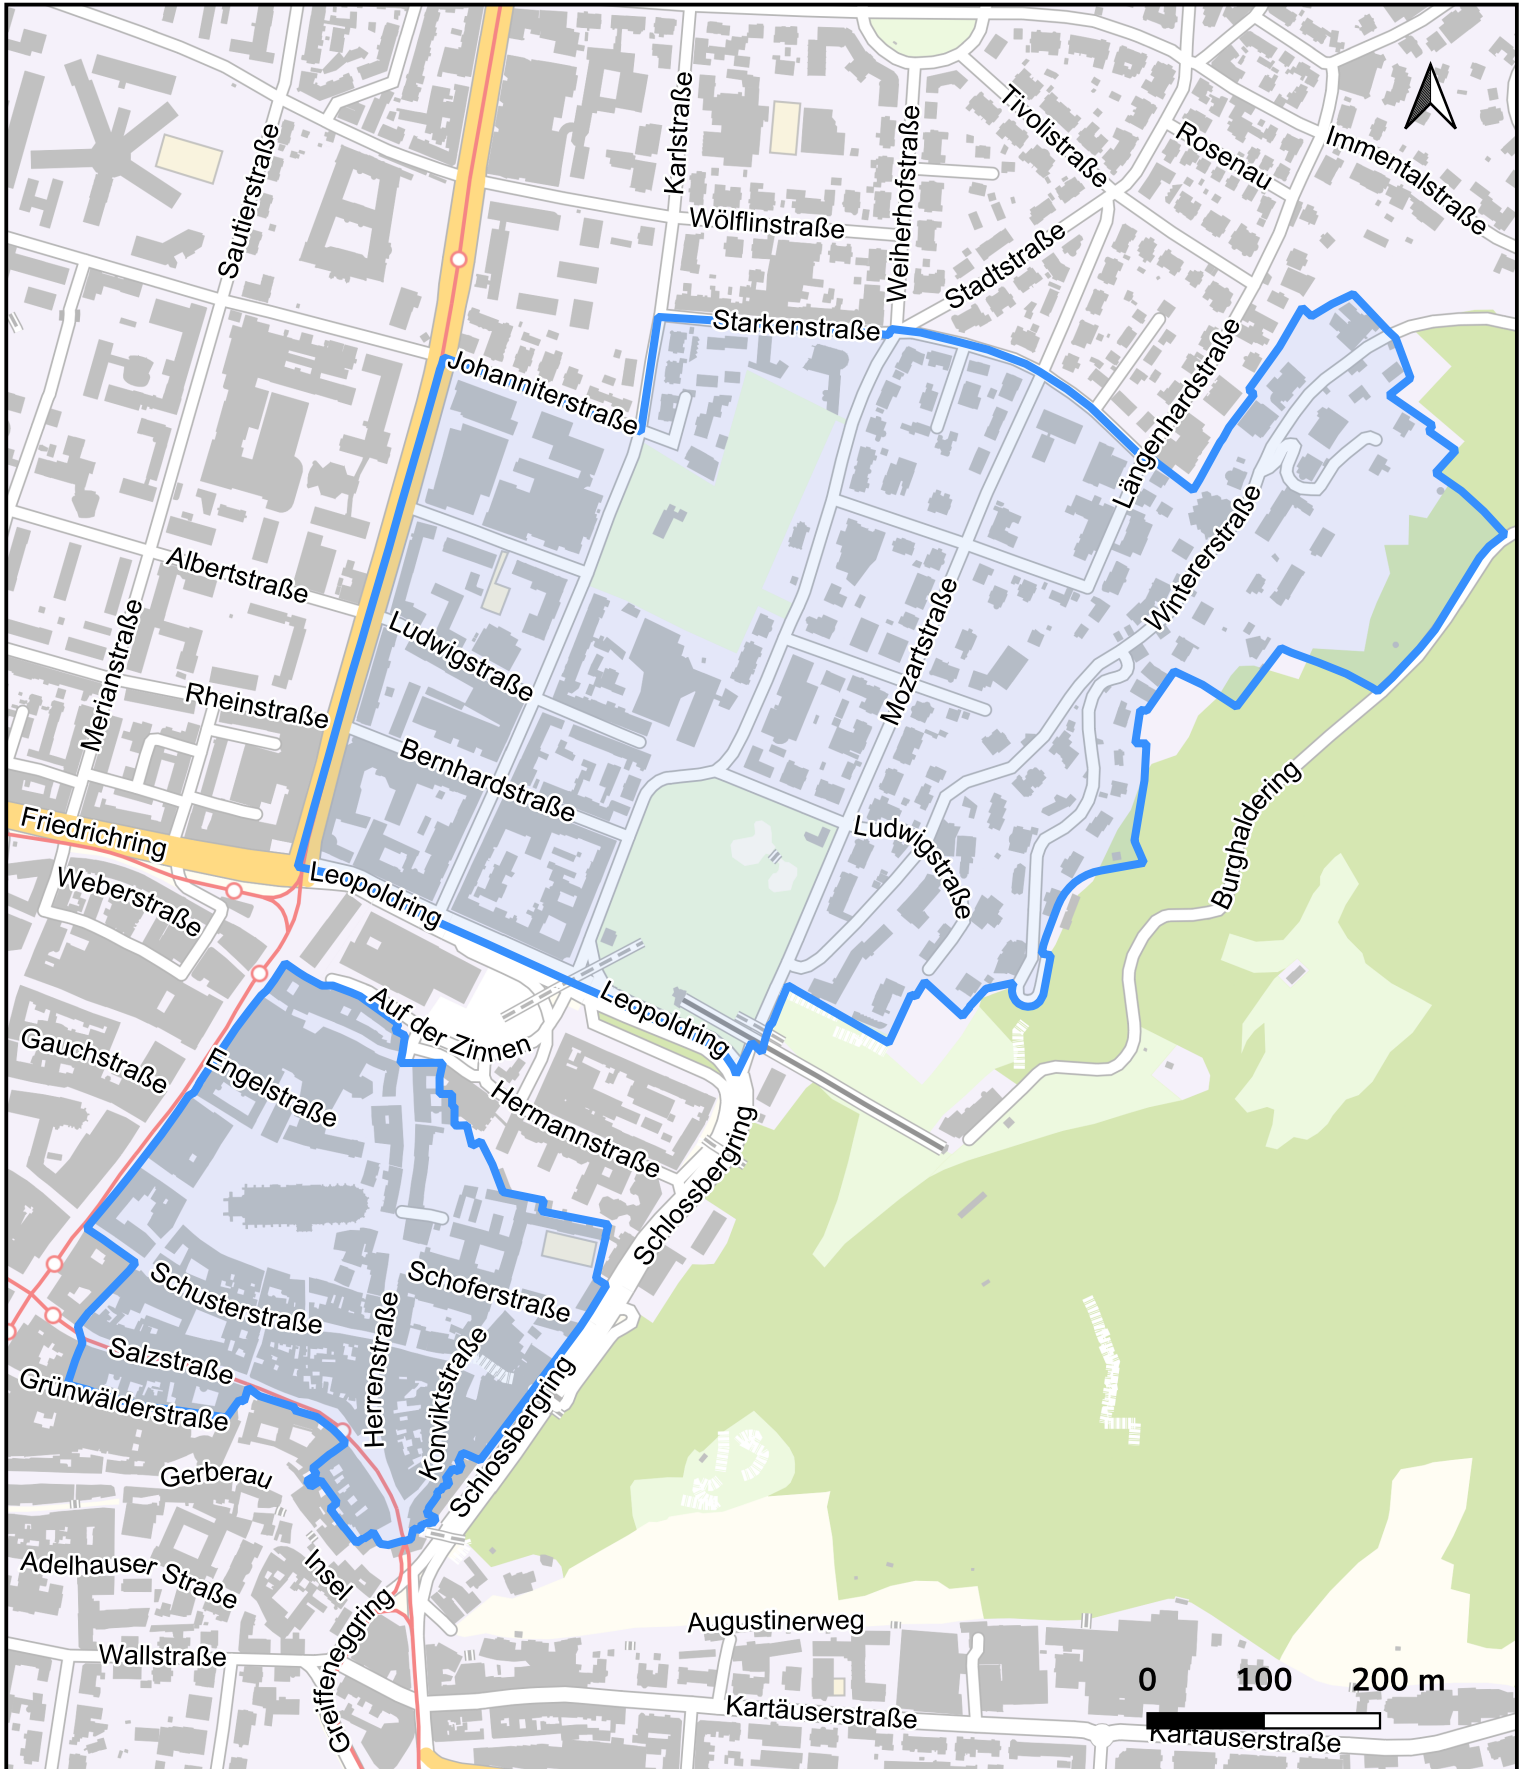 Karlstraße
Tivolistraße
Rosenau
Immentalstraße
Sautierstraße
Weiherhofstraße
Wölflinstraße
Stadtstraße
Starkenstraße
Johanniterstraße
Längenhardstraße
Wintererstraße
Albertstraße
Ludwigstraße
Merianstraße
Mozartstraße
Rheinstraße
Bernhardstraße
Burghaldering
Friedrichring
Ludwigstraße
Weberstraße
Leopoldring
Leopoldring
Auf der Zinnen
Gauchstraße
Engelstraße
Hermannstraße
Schlossbergring
Schoferstraße
Schusterstraße
Herrenstraße
Konviktstraße
Salzstraße
Grünwälderstraße
Schlossbergring
Gerberau
Adelhauser Straße
Insel
Greiffeneggring
Augustinerweg
Wallstraße
0 100 200 m
Kartäuserstraße
Kartäuserstraße